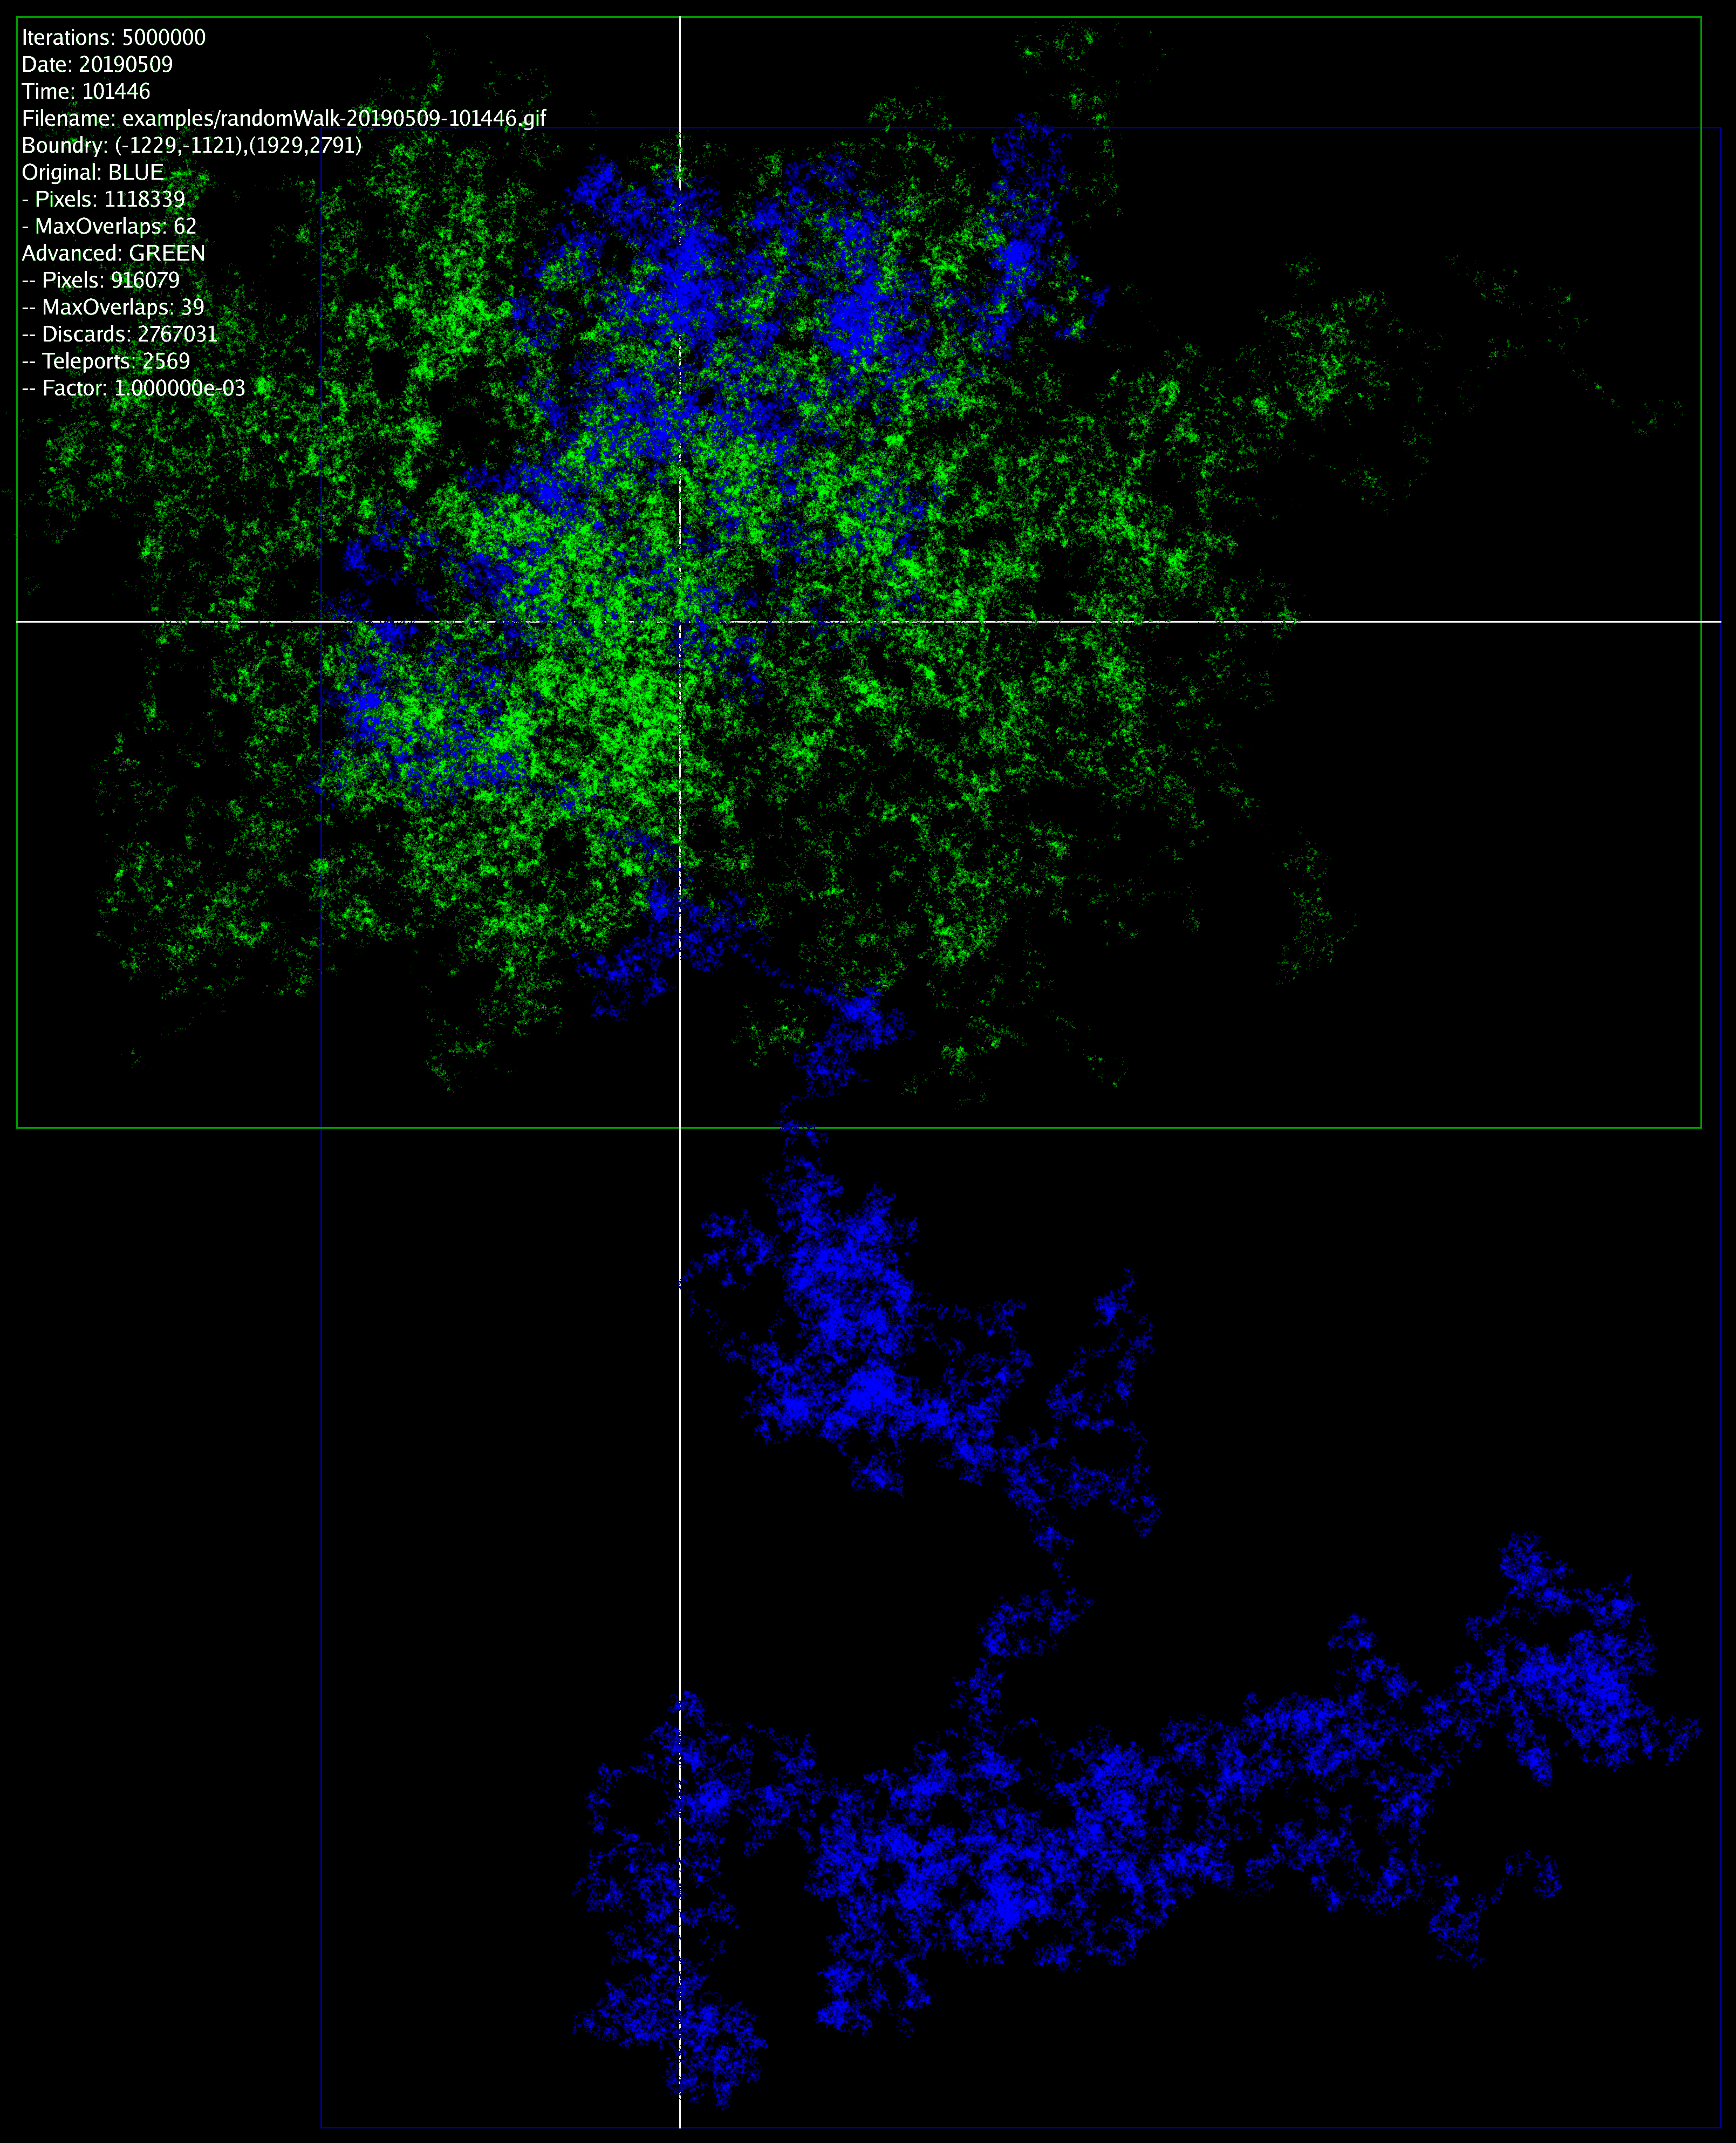 Iterations: 5000000
Date: 20190509
Time: 101446
Filename: examples/randomWalk-20190509-101446.gif
Boundry: (-1229,-1121),(1929,2791)
Original: BLUE
- Pixels: 1118339
- MaxOverlaps: 62
Advanced: GREEN
-- Pixels: 916079
-- MaxOverlaps: 39
-- Discards: 2767031
-- Teleports: 2569
-- Factor: 1.000000e-03